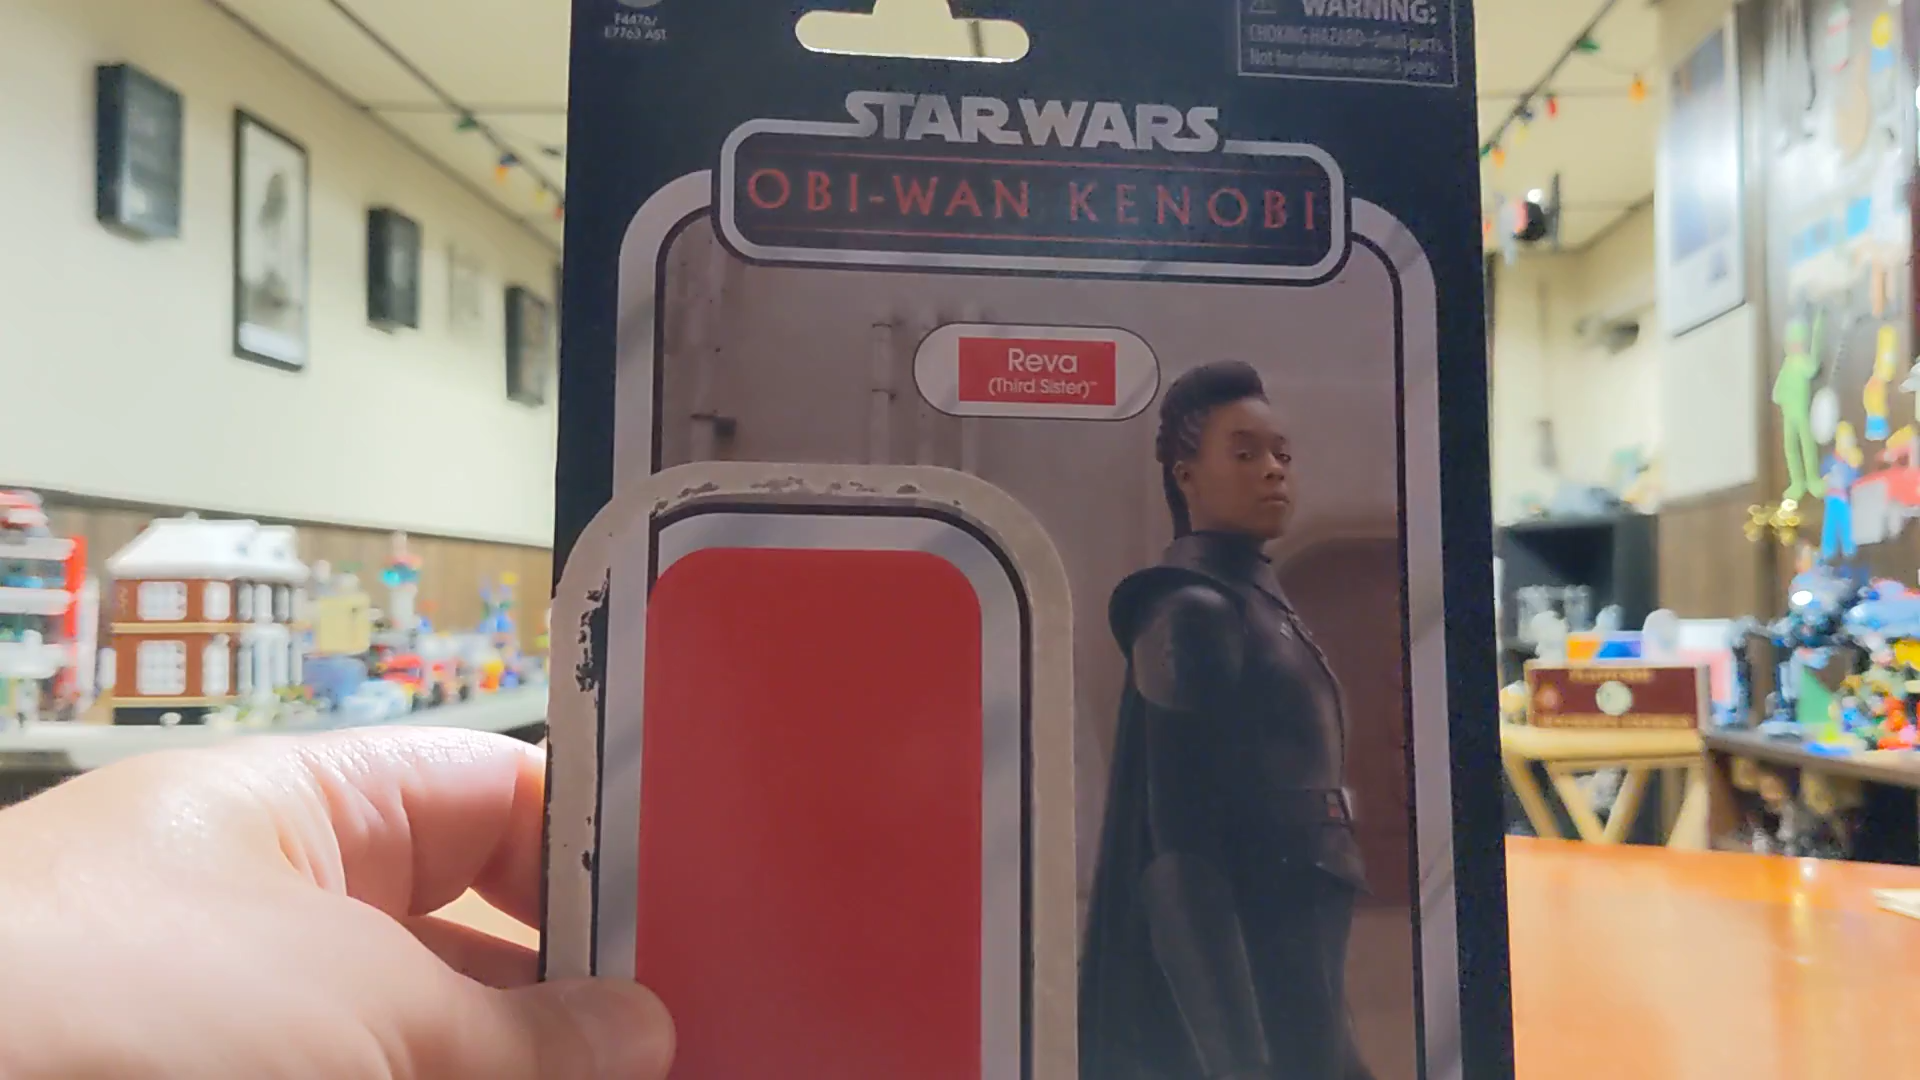 F4476/
E7763 AST.
WARNING:
CHOKING HAZARD–Small parts.
Not for children under 3 years.
STAR WARS
OBI-WAN KENOBI
Reva
(Third Sister)™